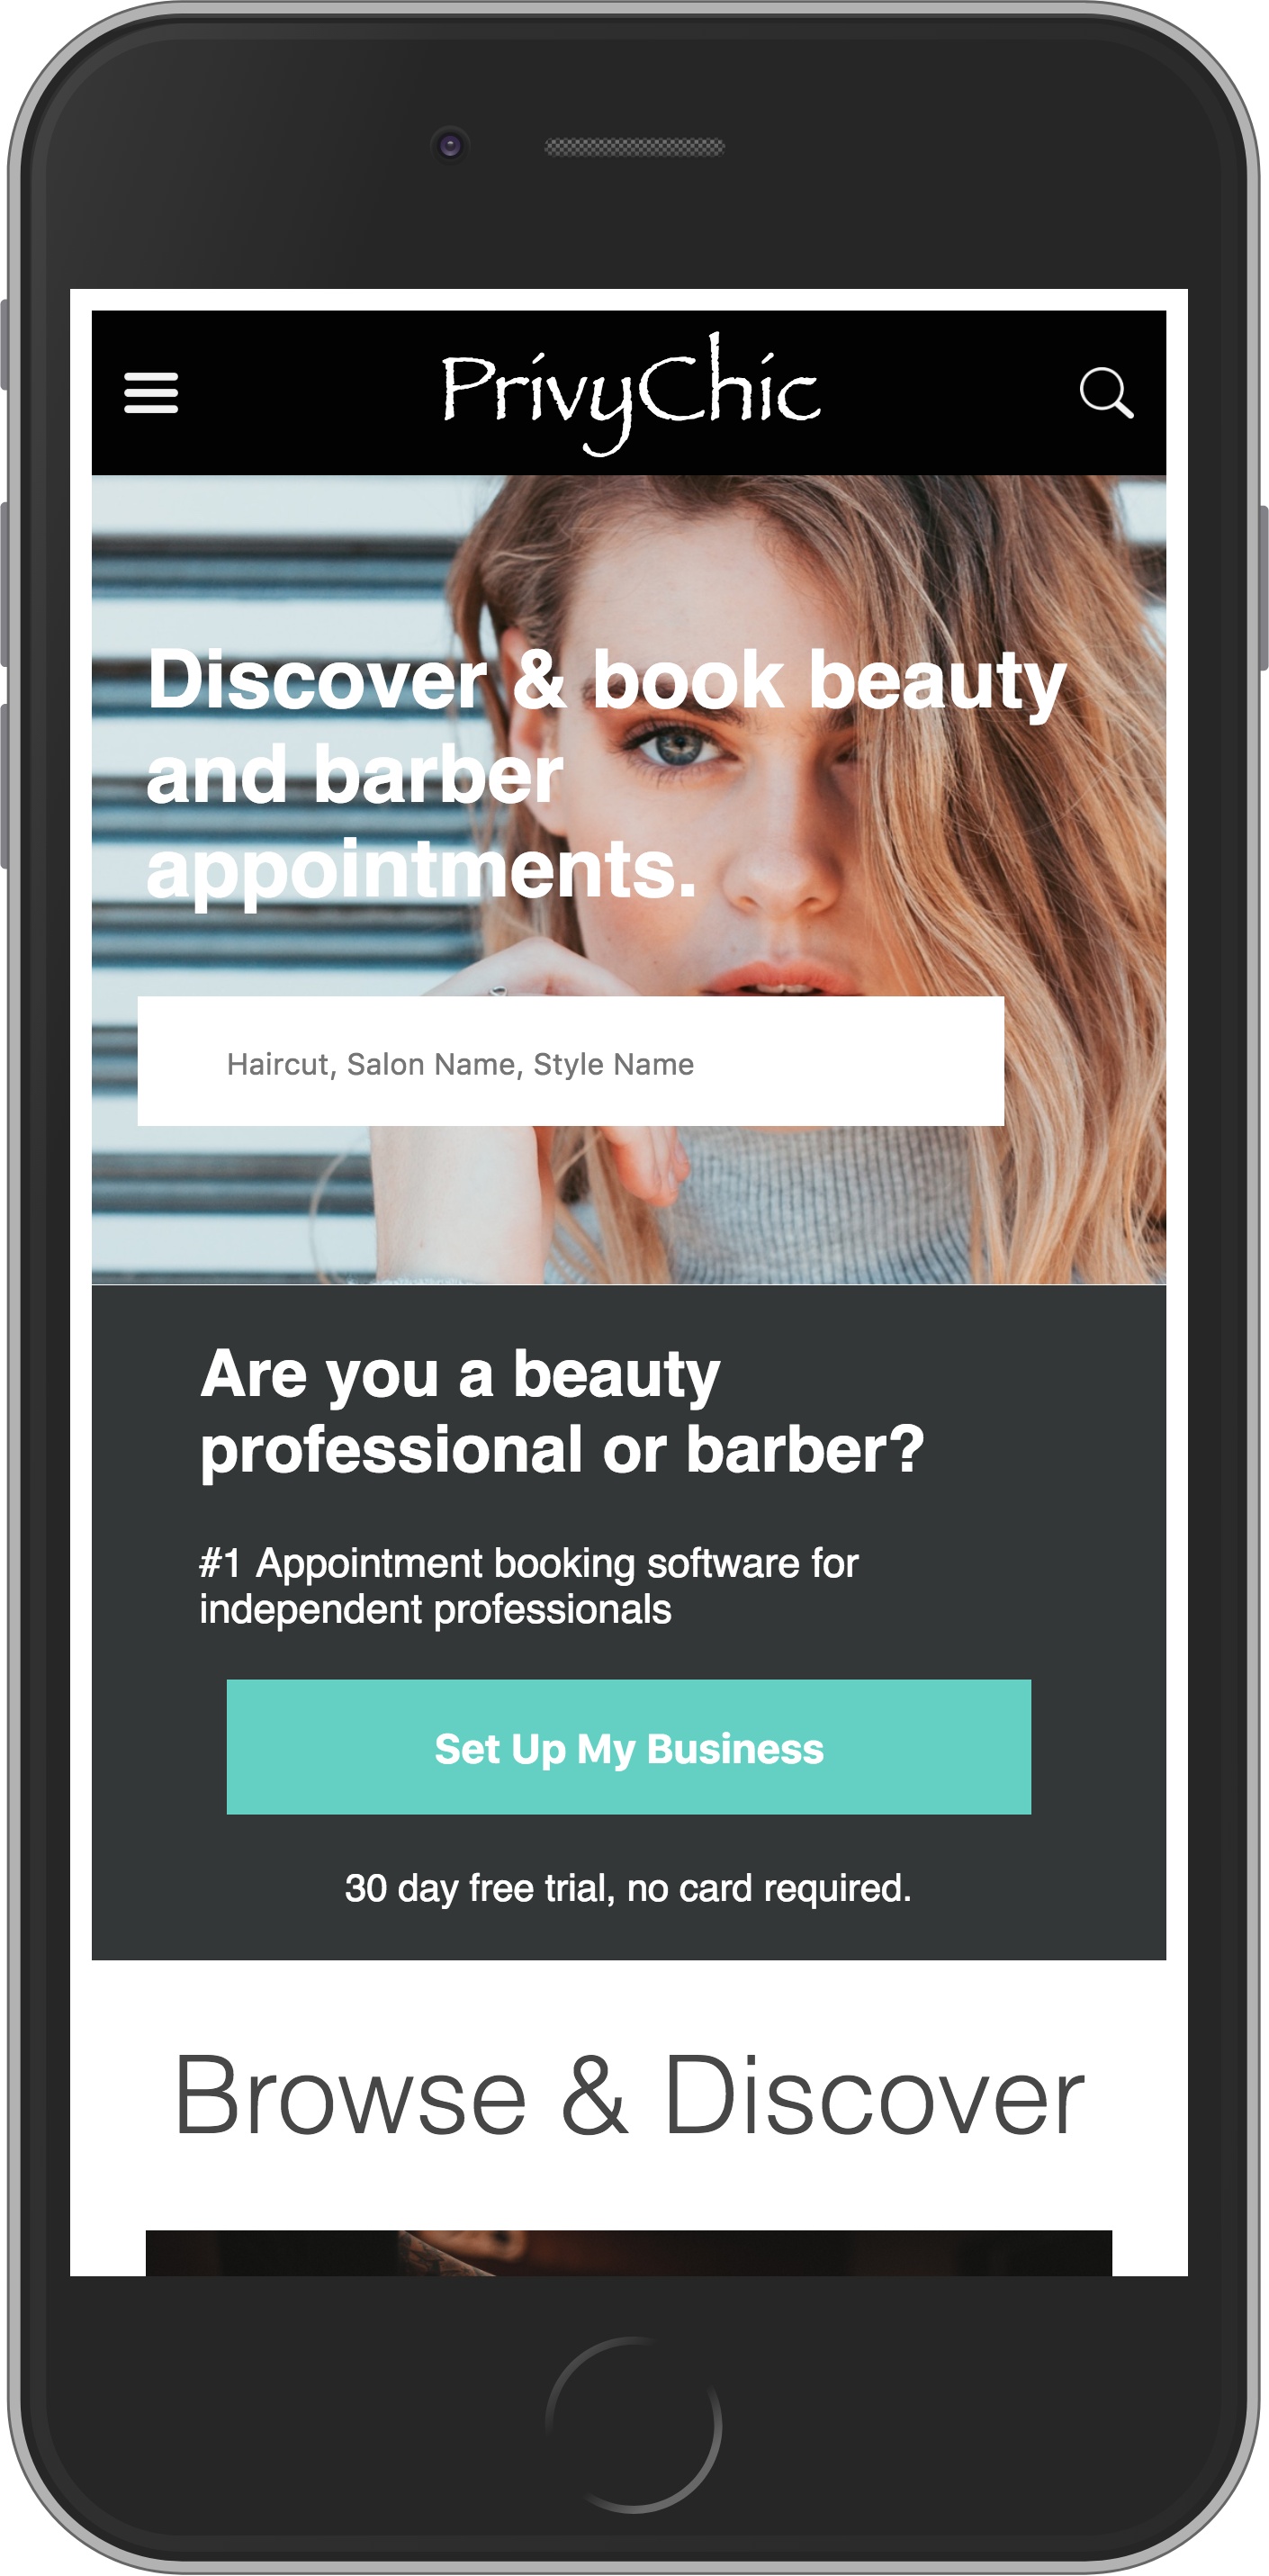 PrivyChic
Discover & book beauty
and barber
appointments.
Haircut, Salon Name, Style Name
Are you a beauty
professional or barber?
#1 Appointment booking software for
independent professionals
Set Up My Business
30 day free trial, no card required.
Browse & Discover